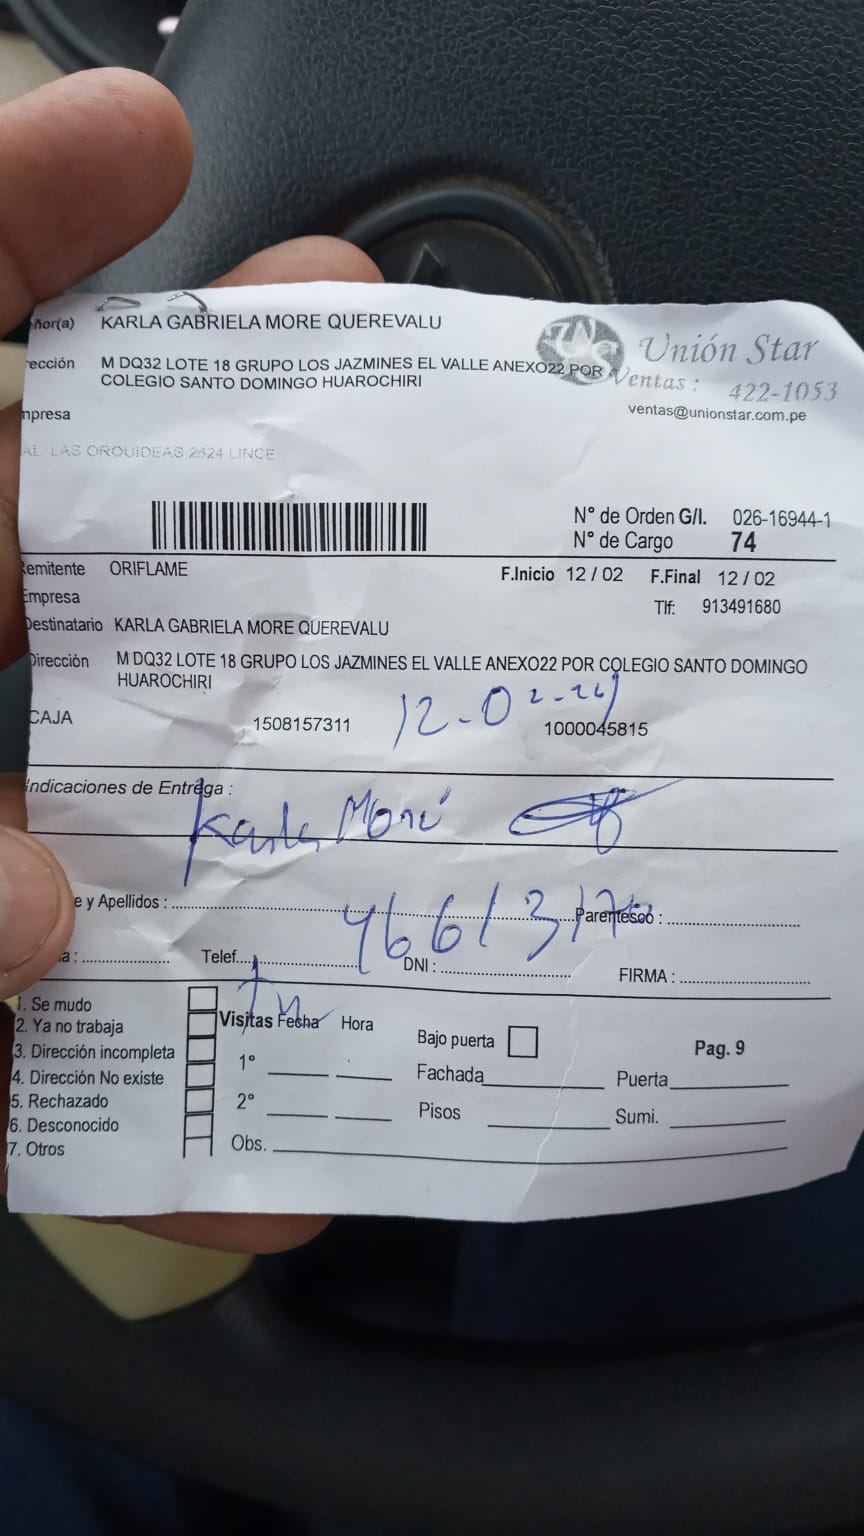 ñor(a) KARLA GABRIELA MORE QUEREVALU
Unión Star
rección M DQ32 LOTE 18 GRUPO LOS JAZMINES EL VALLE ANEXO22 POR
COLEGIO SANTO DOMINGO HUAROCHIRI
Ventas : 422-1053
ventas@unionstar.com.pe
mpresa
AL. LAS ORQUIDEAS 2624 LINCE
N° de Orden G/I. 026-16944-1
N° de Cargo 74
Remitente ORIFLAME
F.Inicio 12 / 02 F.Final 12 / 02
Empresa
Tlf: 913491680
Destinatario KARLA GABRIELA MORE QUEREVALU
Dirección M DQ32 LOTE 18 GRUPO LOS JAZMINES EL VALLE ANEXO22 POR COLEGIO SANTO DOMINGO
HUAROCHIRI
12-02-
CAJA 1508157311 1000045815
Indicaciones de Entrega :
Karla Moré
e y Apellidos : Parentesco :
a : Telef. DNI : FIRMA :
1. Se mudo
2. Ya no trabaja
3. Dirección incompleta
4. Dirección No existe
5. Rechazado
6. Desconocido
7. Otros
Visitas Fecha Hora
1°
2°
Obs.
Bajo puerta
Fachada
Pisos
Pag. 9
Puerta
Sumi.